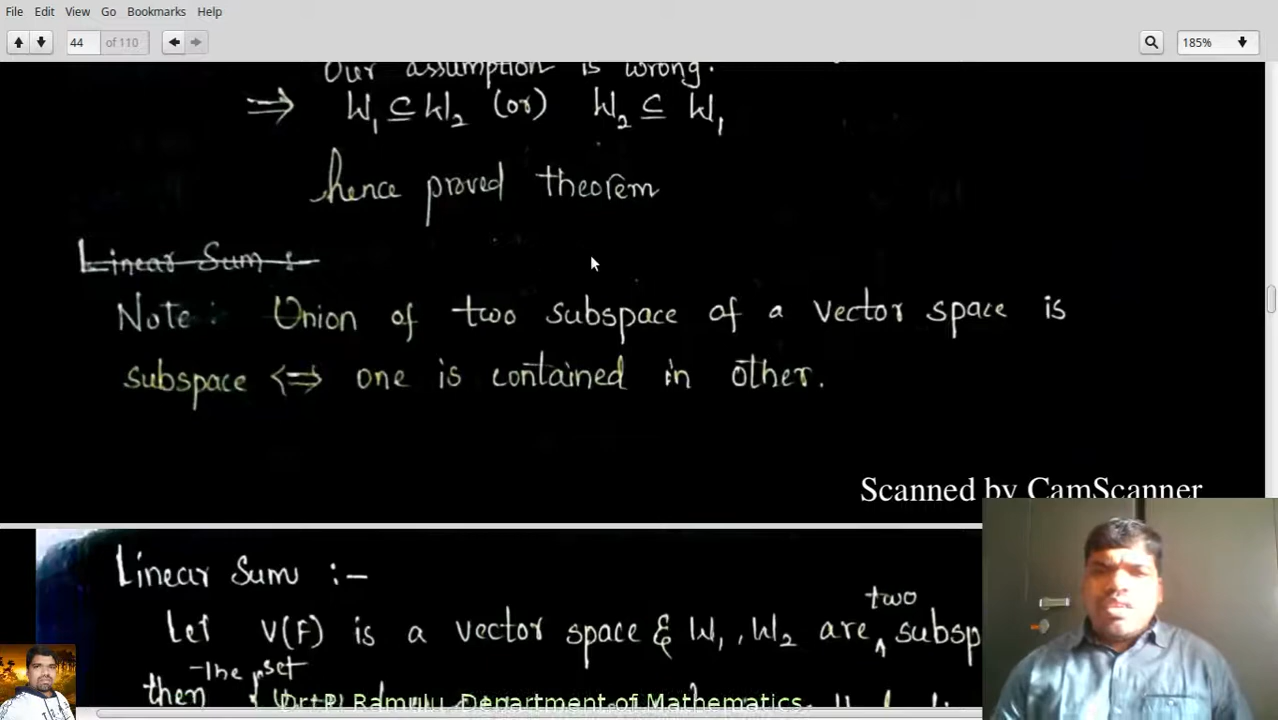 File Edit View Go Bookmarks Help
44 of 110 185%
Our assumption is wrong.
⇒ W₁ ⊆ W₂ (or) W₂ ⊆ W₁
hence proved theorem
Linear Sum :
Note : Union of two subspace of a vector space is
subspace <=> one is contained in other.
Scanned by CamScanner
Linear Sum :-
two
Let V(F) is a vector space & W₁, W₂ are subsp
the set
then
Dr P Ramulu, Department of Mathematics